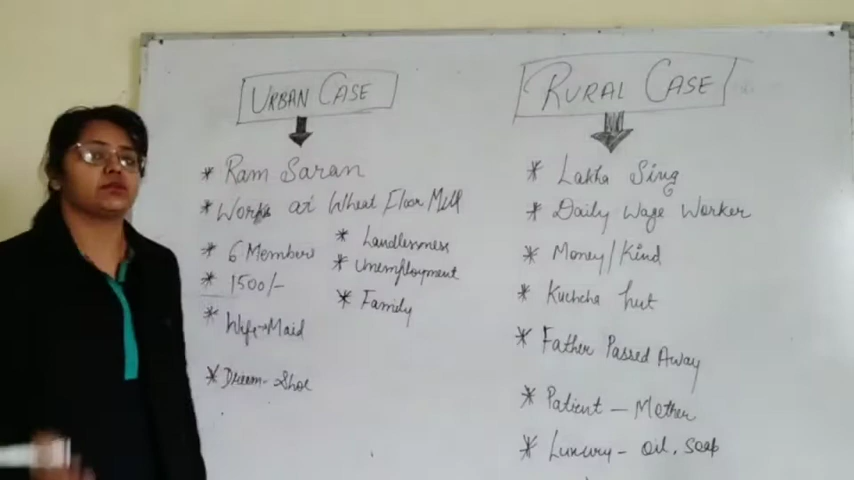 URBAN CASE
* Ram Saran
* Works at Wheat Floor Mill
* 6 Members
* 1500/-
* Wife→Maid
* Dream - Shoe
* Landlessness
* Unemployment
* Family
RURAL CASE
* Lakha Sing
* Daily Wage Worker
* Money/Kind
* Kuchcha hut
* Father Passed Away
* Patient - Mother
* Luxury - oil, soap